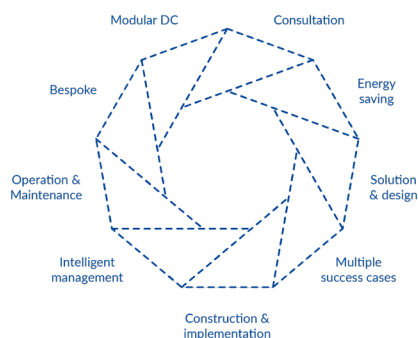 Modular DC
Consultation
Bespoke
Energy
saving
Operation &
Maintenance
Solution
& design
Intelligent
management
Multiple
success cases
Construction &
implementation